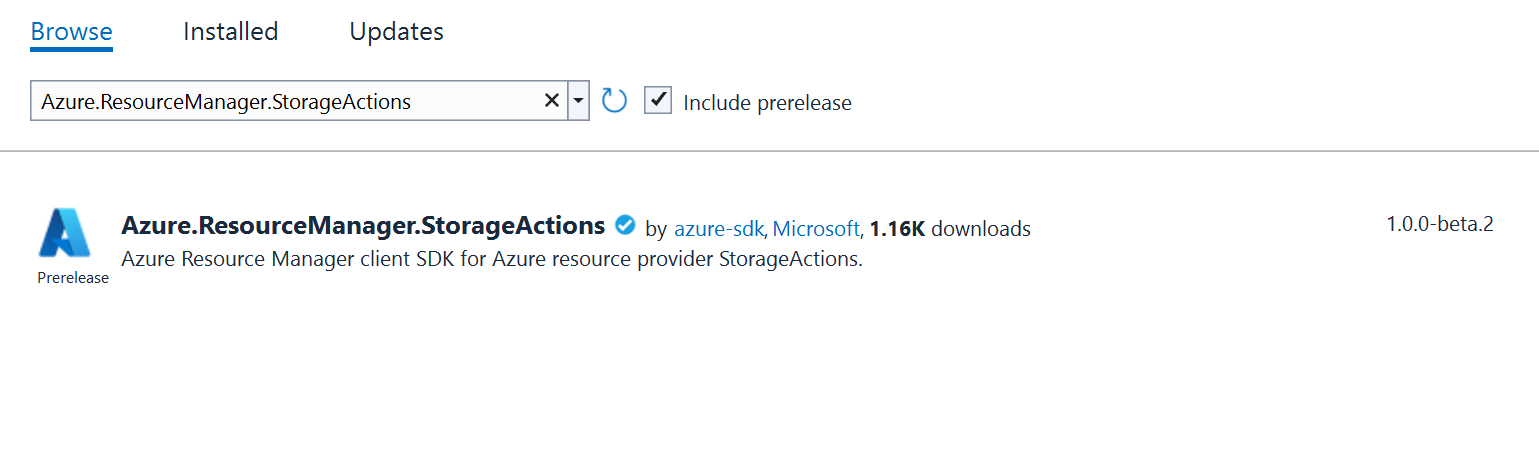 Browse Installed Updates
Azure.ResourceManager.StorageActions
Include prerelease
Azure.ResourceManager.StorageActions by azure-sdk, Microsoft, 1.16K downloads 1.0.0-beta.2
Azure Resource Manager client SDK for Azure resource provider StorageActions.
Prerelease